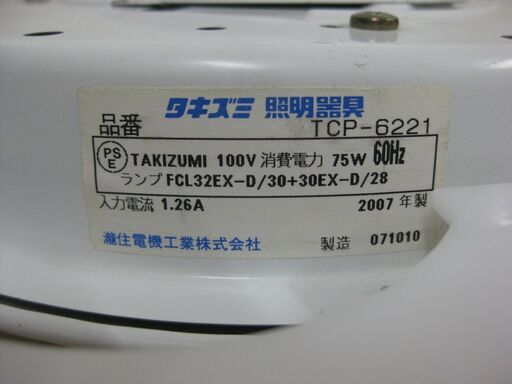 タキズミ 照明器具
品番 TCP-6221
PSE TAKIZUMI 100V 消費電力 75W 60Hz
ランプ FCL32EX-D/30+30EX-D/28
入力電流 1.26A 2007 年製
瀧住電機工業株式会社 製造 071010